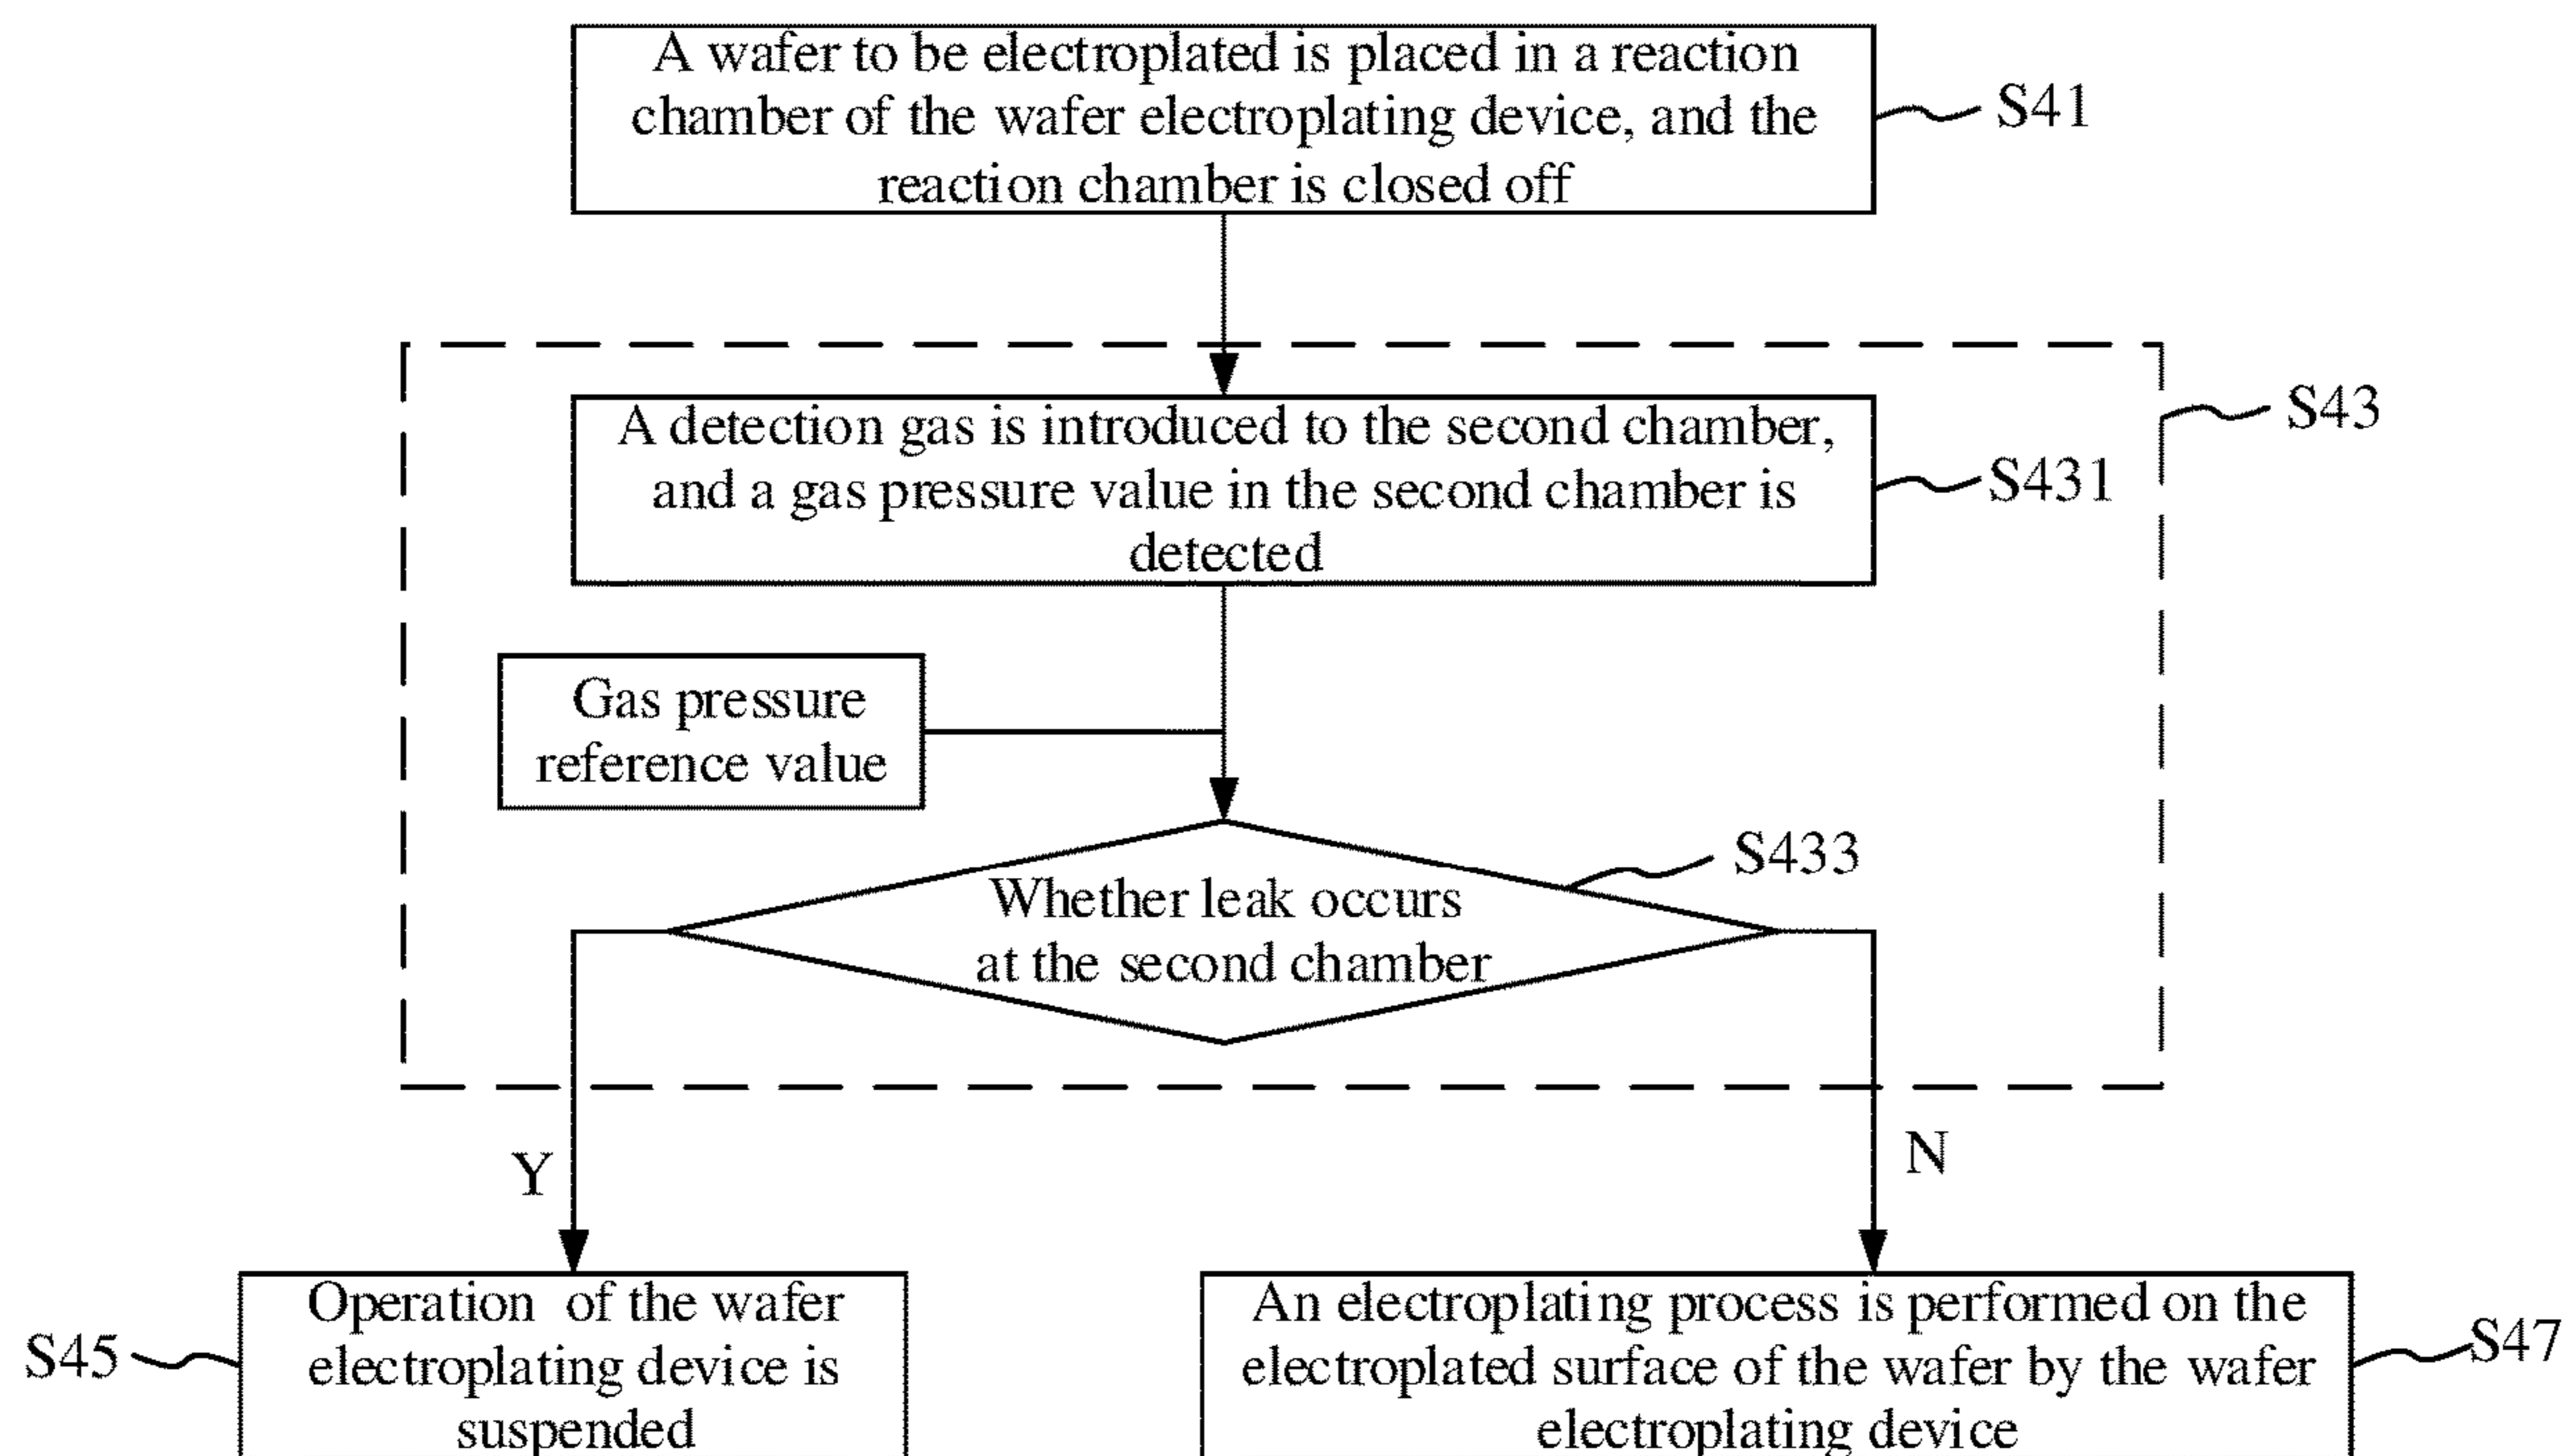 A wafer to be electroplated is placed in a reaction
chamber of the wafer electroplating device, and the
reaction chamber is closed off
S41
S43
A detection gas is introduced to the second chamber,
and a gas pressure value in the second chamber is
detected
S431
Gas pressure
reference value
S433
Whether leak occurs
at the second chamber
Y
N
S45
Operation of the wafer
electroplating device is
suspended
An electroplating process is performed on the
electroplated surface of the wafer by the wafer
electroplating device
S47